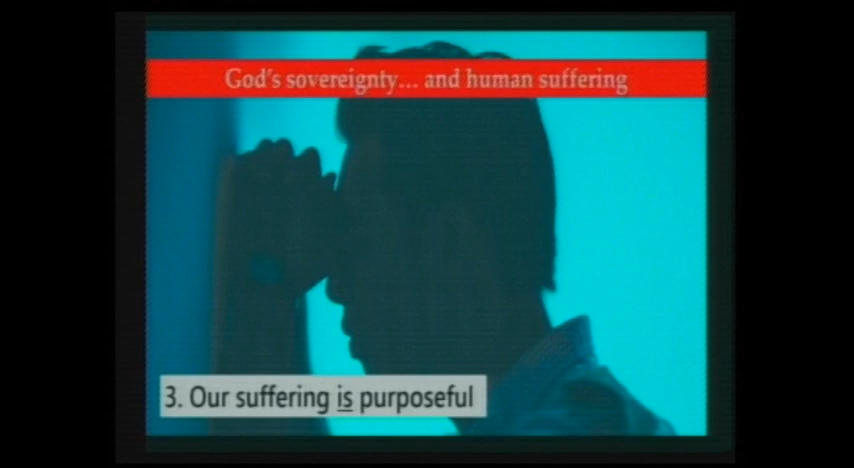 God's sovereignty... and human suffering
3. Our suffering is purposeful